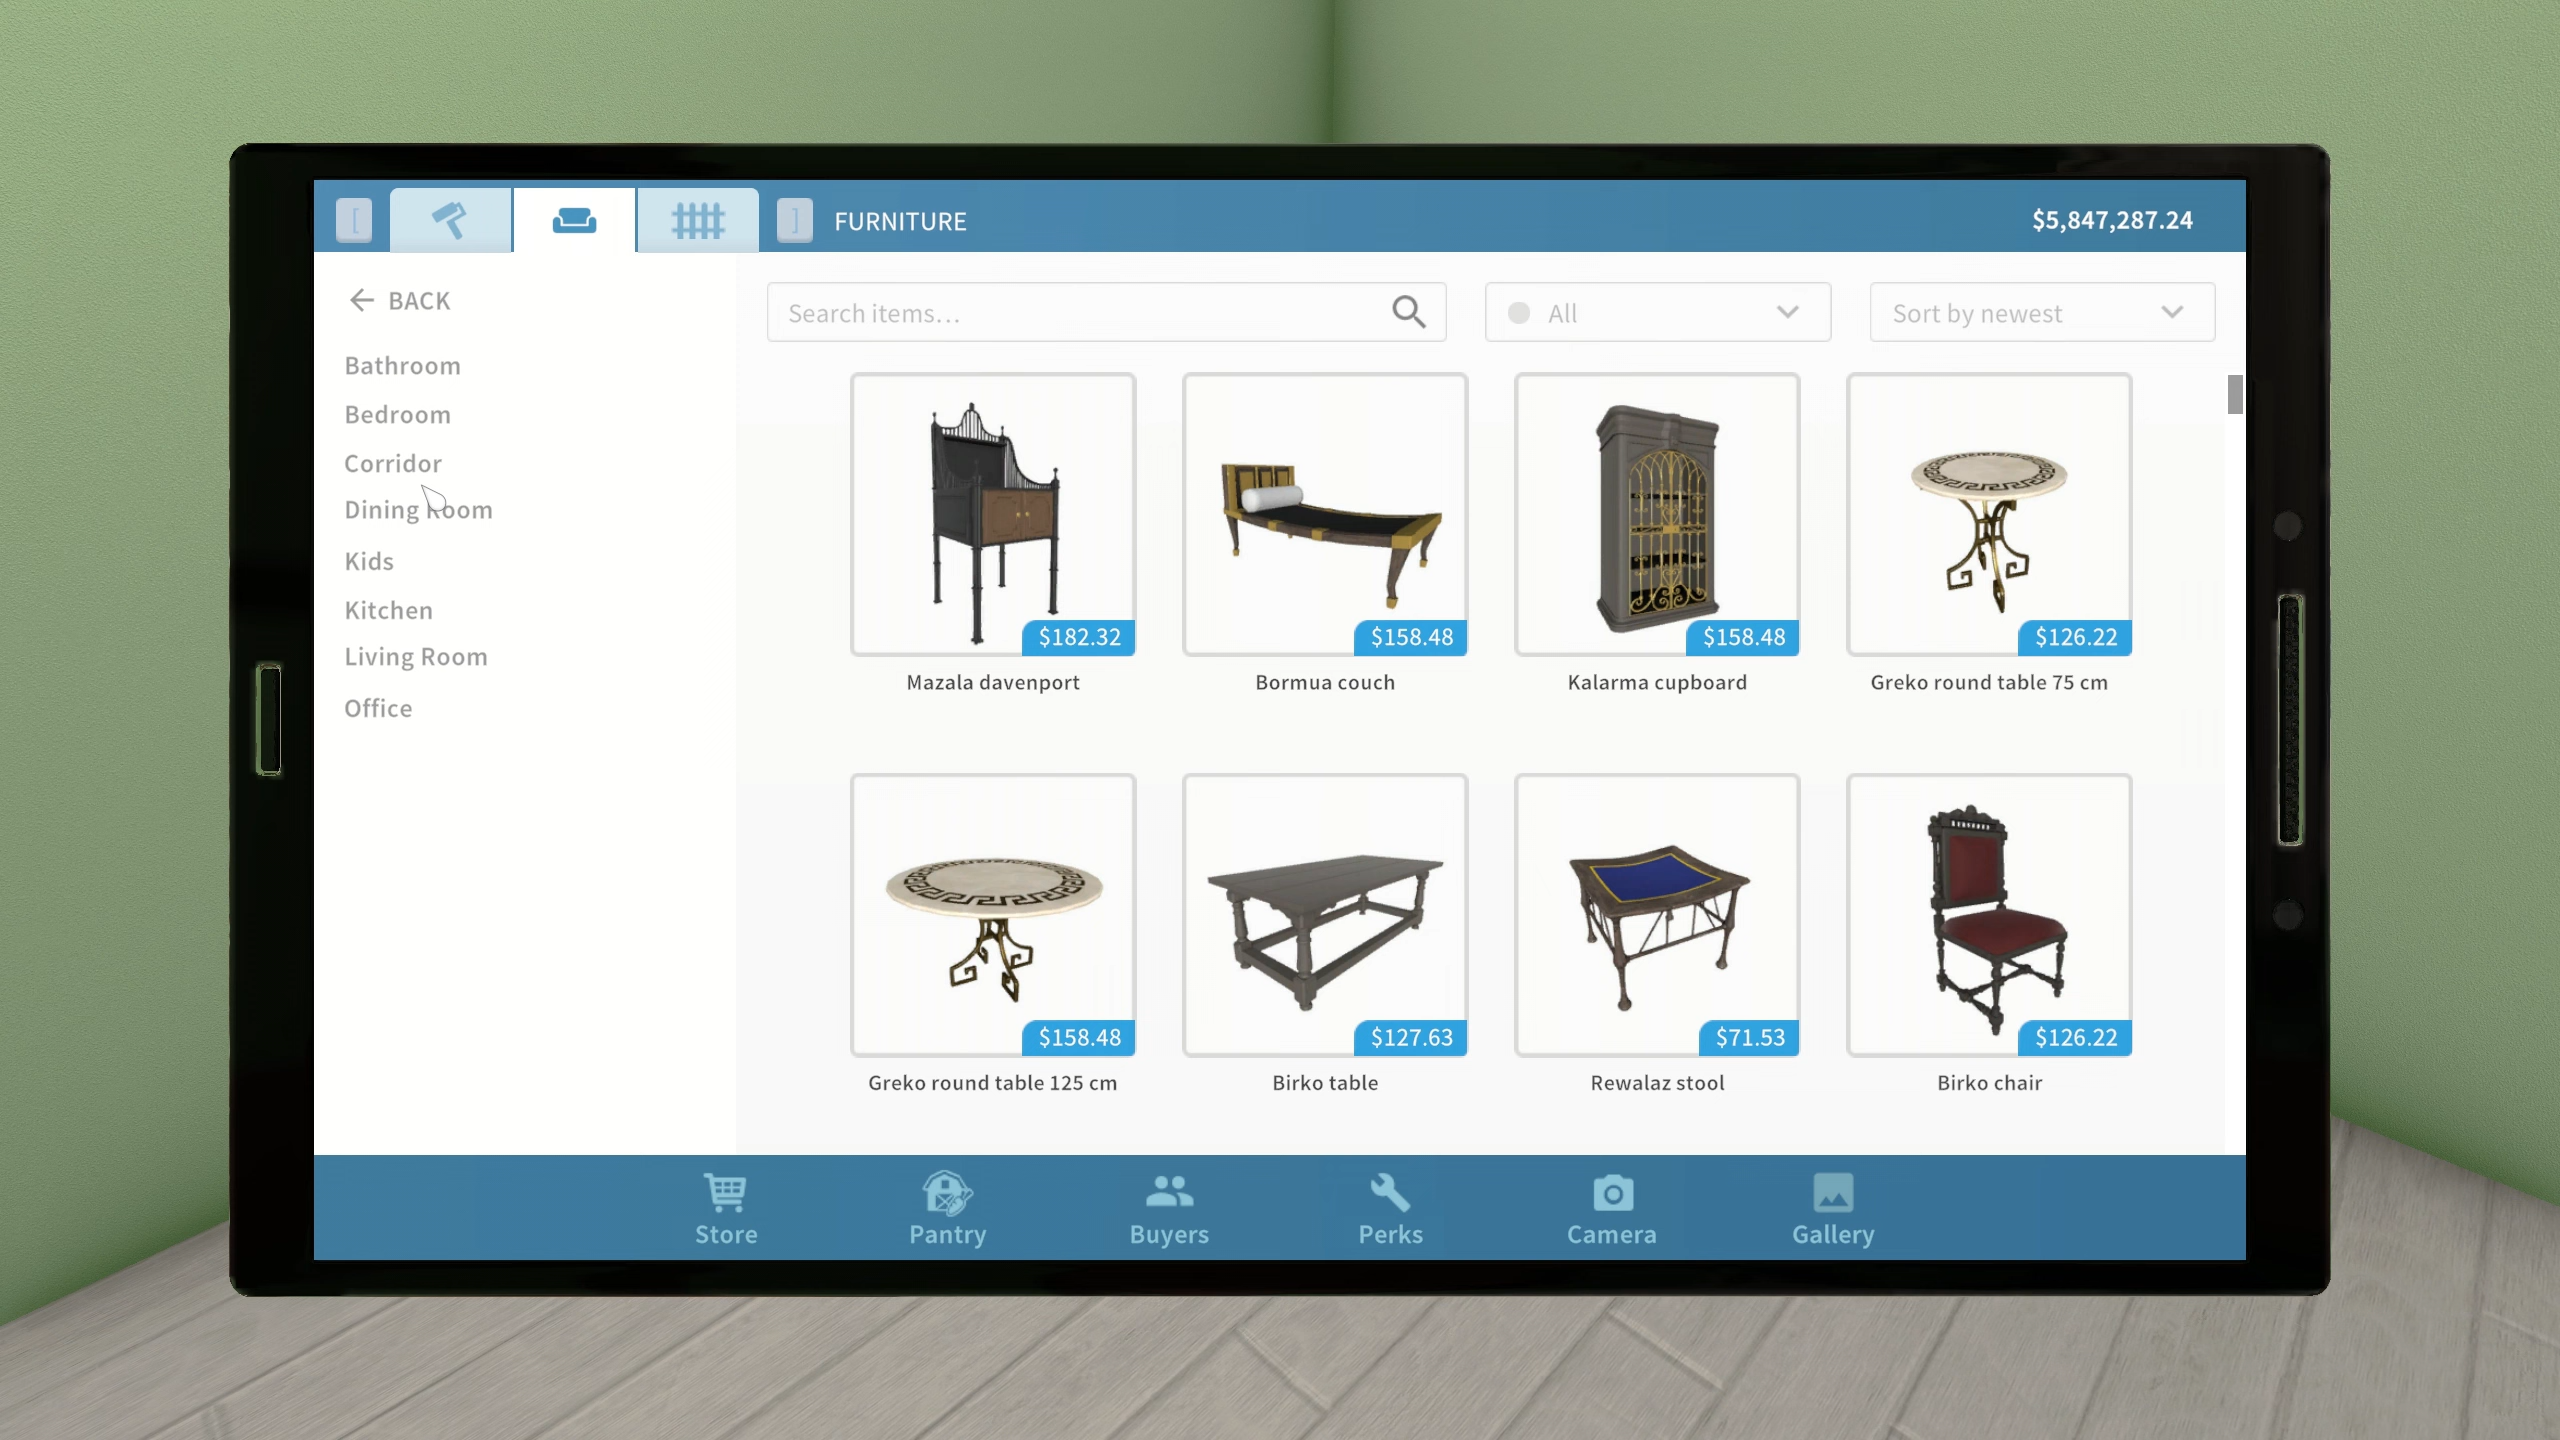 [
]
FURNITURE
$5,847,287.24
BACK
Bathroom
Bedroom
Corridor
Dining Room
Kids
Kitchen
Living Room
Office
Search items...
All
Sort by newest
$182.32
$158.48
$158.48
$126.22
Mazala davenport
Bormua couch
Kalarma cupboard
Greko round table 75 cm
$158.48
$127.63
$71.53
$126.22
Greko round table 125 cm
Birko table
Rewalaz stool
Birko chair
Store
Pantry
Buyers
Perks
Camera
Gallery